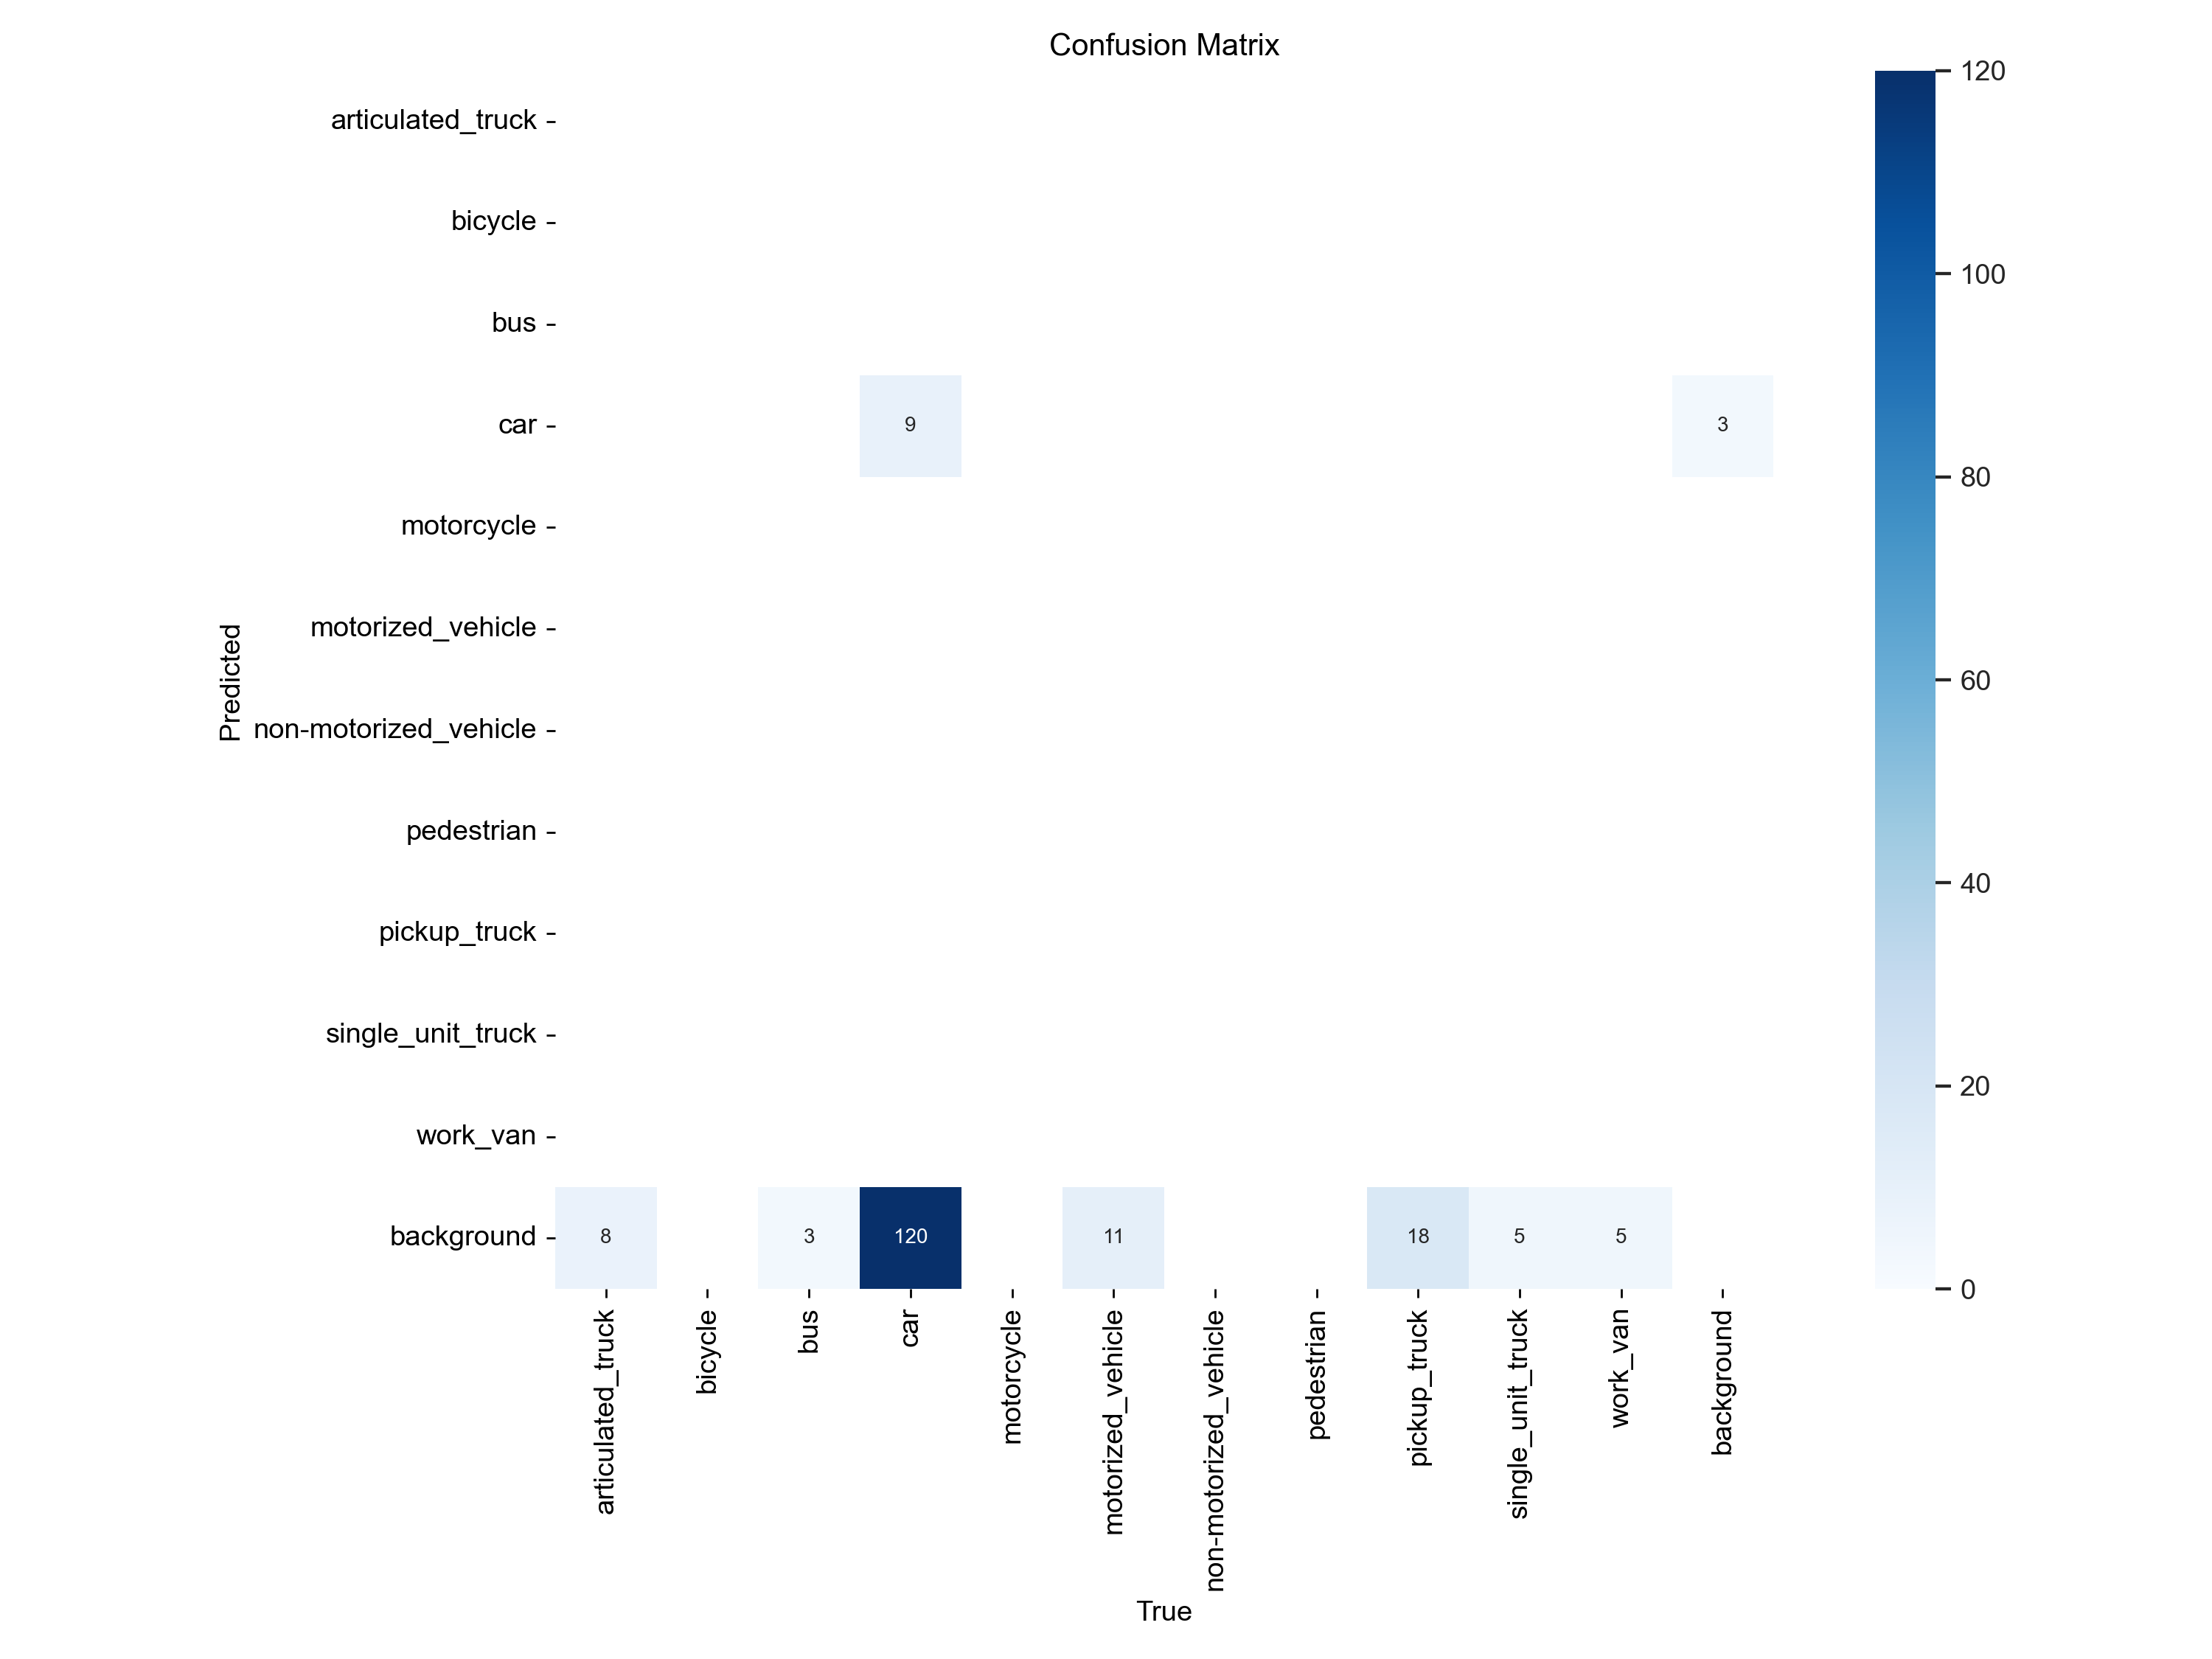 Confusion Matrix
articulated_truck
bicycle
bus
car
motorcycle
motorized_vehicle
non-motorized_vehicle
pedestrian
pickup_truck
single_unit_truck
work_van
background
Predicted
9
3
8
3
120
11
18
5
5
articulated_truck
bicycle
bus
car
motorcycle
motorized_vehicle
non-motorized_vehicle
pedestrian
pickup_truck
single_unit_truck
work_van
background
True
120
100
80
60
40
20
0